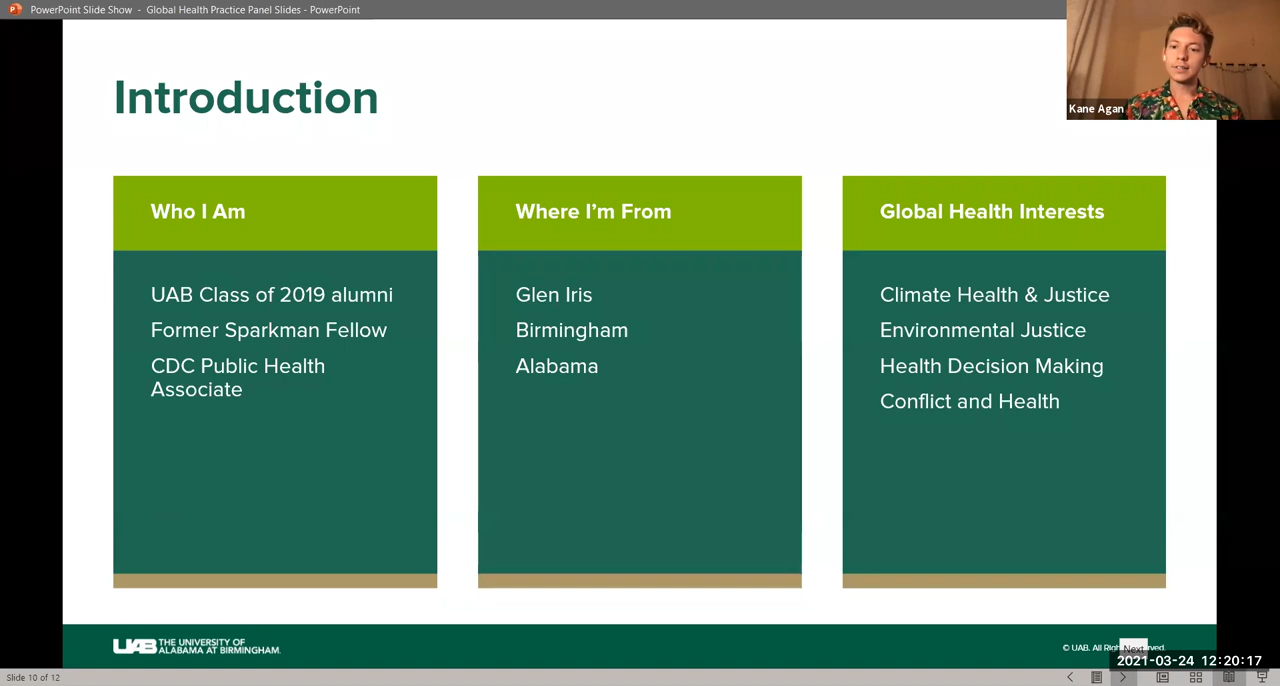 PowerPoint Slide Show - Global Health Practice Panel Slides - PowerPoint
Kane Agan
Introduction
Who I Am
UAB Class of 2019 alumni
Former Sparkman Fellow
CDC Public Health
Associate
Where I'm From
Glen Iris
Birmingham
Alabama
Global Health Interests
Climate Health & Justice
Environmental Justice
Health Decision Making
Conflict and Health
UAB THE UNIVERSITY OF
ALABAMA AT BIRMINGHAM.
© UAB. All
Next
2021-03-24 12:20:17
Slide 10 of 12